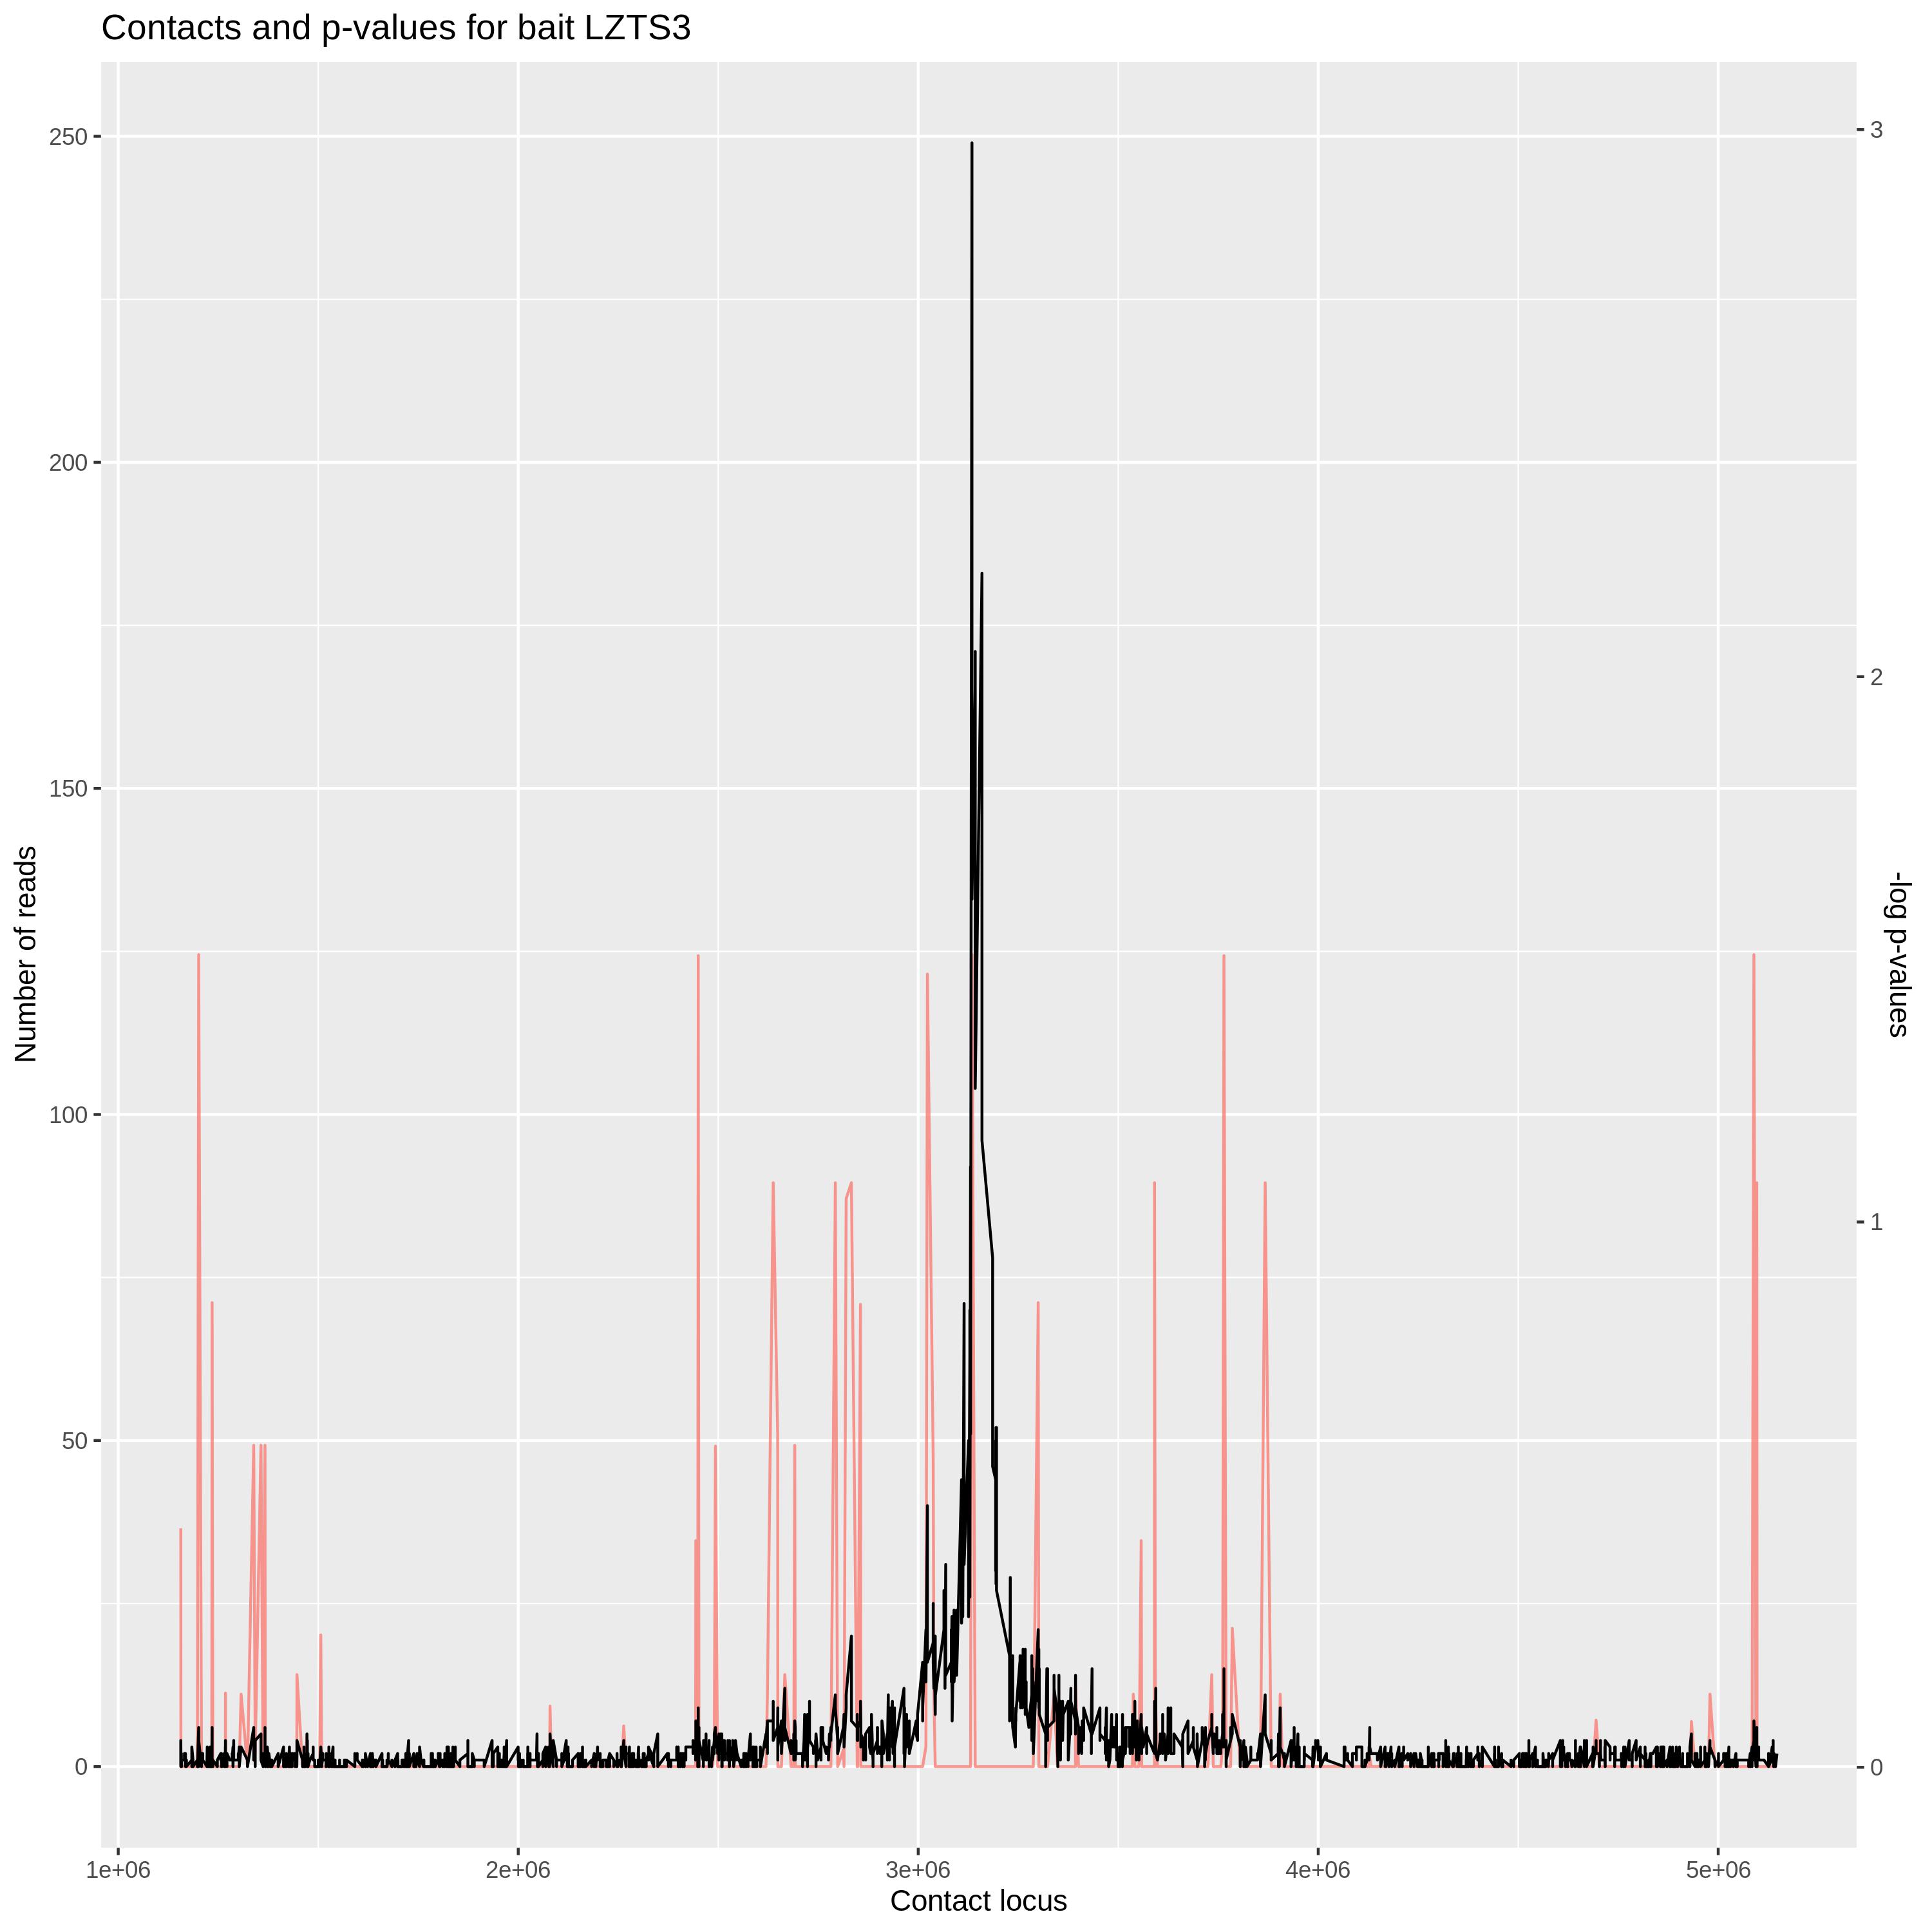 Contacts and p-values for bait LZTS3
250
200
150
100
50
0
Number of reads
3
2
1
0
-log p-values
1e+06
2e+06
3e+06
4e+06
5e+06
Contact locus